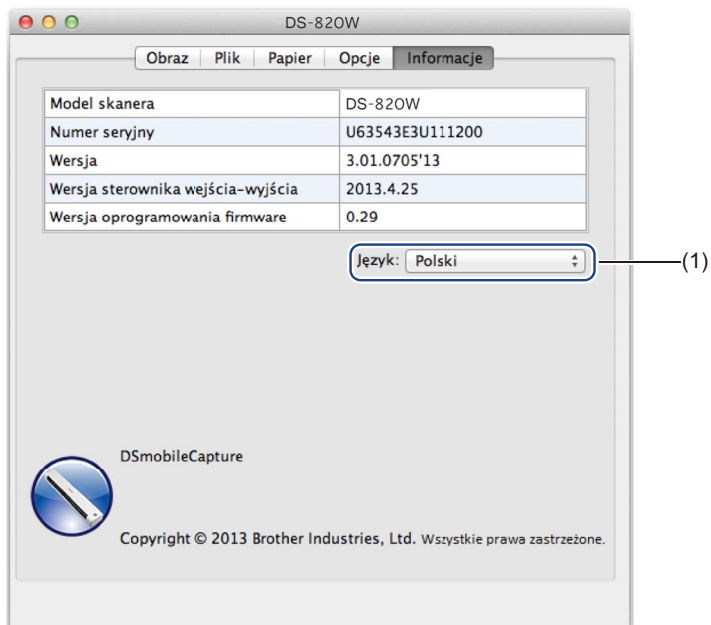 DS-820W
Obraz Plik Papier Opcje Informacje
Model skanera DS-820W
Numer seryjny U63543E3U111200
Wersja 3.01.0705'13
Wersja sterownika wejścia-wyjścia 2013.4.25
Wersja oprogramowania firmware 0.29
Język: Polski (1)
DSmobileCapture
Copyright © 2013 Brother Industries, Ltd. Wszystkie prawa zastrzeżone.